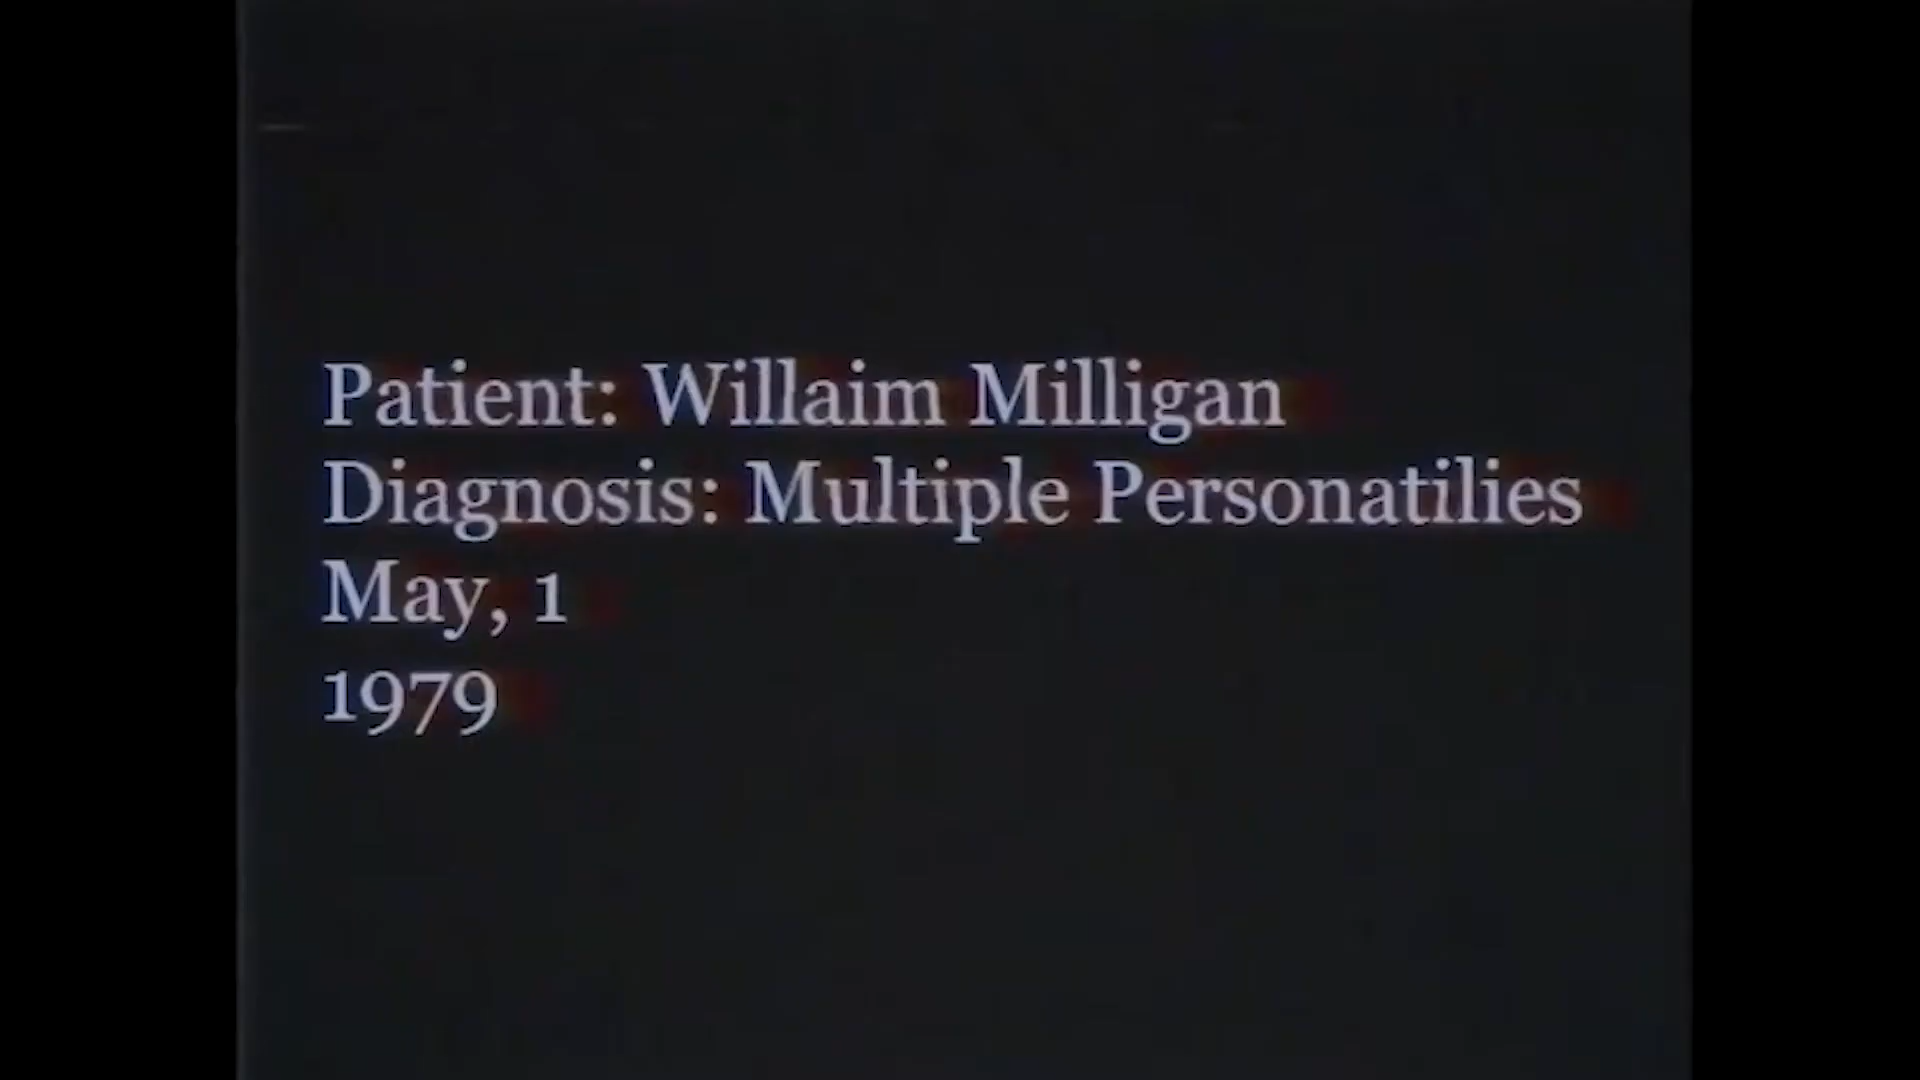 Patient: Willaim Milligan
Diagnosis: Multiple Personatilies
May, 1
1979